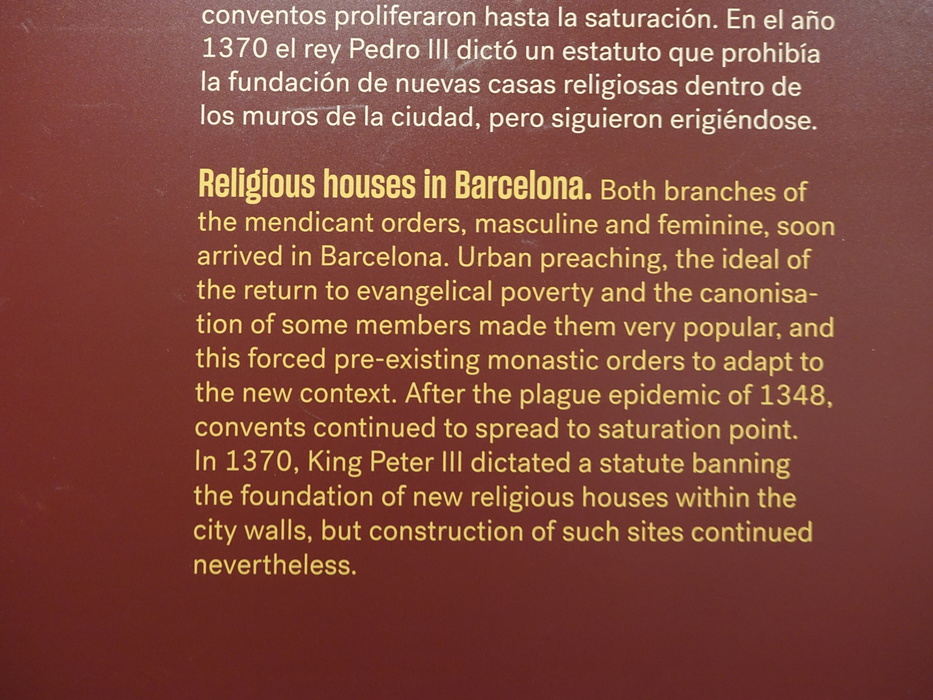 conventos proliferaron hasta la saturación. En el año
1370 el rey Pedro III dictó un estatuto que prohibía
la fundación de nuevas casas religiosas dentro de
los muros de la ciudad, pero siguieron erigiéndose.
Religious houses in Barcelona. Both branches of
the mendicant orders, masculine and feminine, soon
arrived in Barcelona. Urban preaching, the ideal of
the return to evangelical poverty and the canonisa-
tion of some members made them very popular, and
this forced pre-existing monastic orders to adapt to
the new context. After the plague epidemic of 1348,
convents continued to spread to saturation point.
In 1370, King Peter III dictated a statute banning
the foundation of new religious houses within the
city walls, but construction of such sites continued
nevertheless.